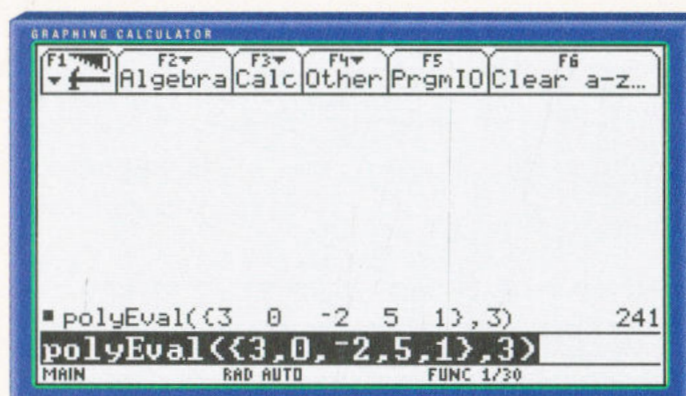 GRAPHING CALCULATOR
F1 F2▾ F3▾ F4▾ F5 F6
▾ Algebra Calc Other PrgmIO Clear a-z…
▪ polyEval({3 0 -2 5 1},3) 241
polyEval({3,0,⁻2,5,1},3)
MAIN RAD AUTO FUNC 1/30